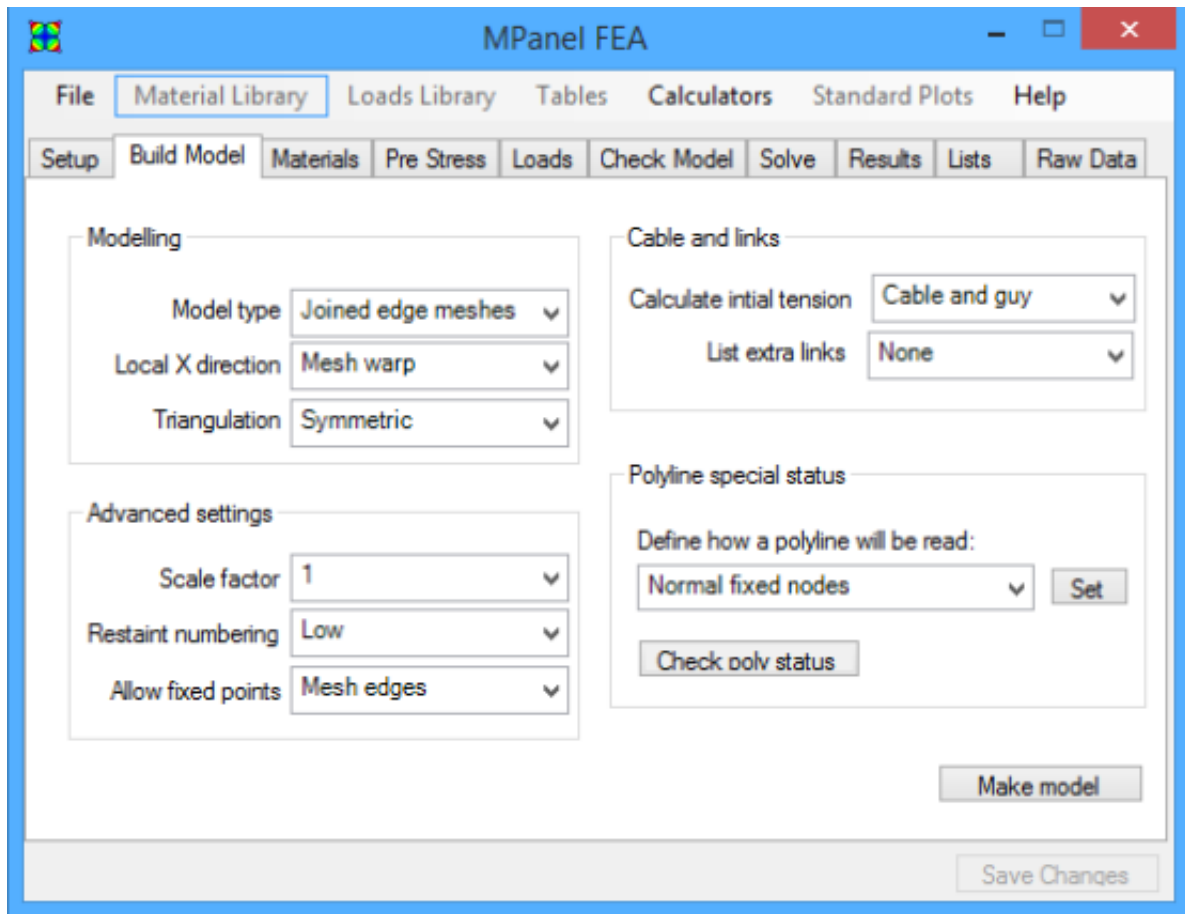 MPanel FEA
File Material Library Loads Library Tables Calculators Standard Plots Help
Setup Build Model Materials Pre Stress Loads Check Model Solve Results Lists Raw Data
Modelling
Model type Joined edge meshes
Local X direction Mesh warp
Triangulation Symmetric
Advanced settings
Scale factor 1
Restaint numbering Low
Allow fixed points Mesh edges
Cable and links
Calculate intial tension Cable and guy
List extra links None
Polyline special status
Define how a polyline will be read:
Normal fixed nodes Set
Check poly status
Make model
Save Changes